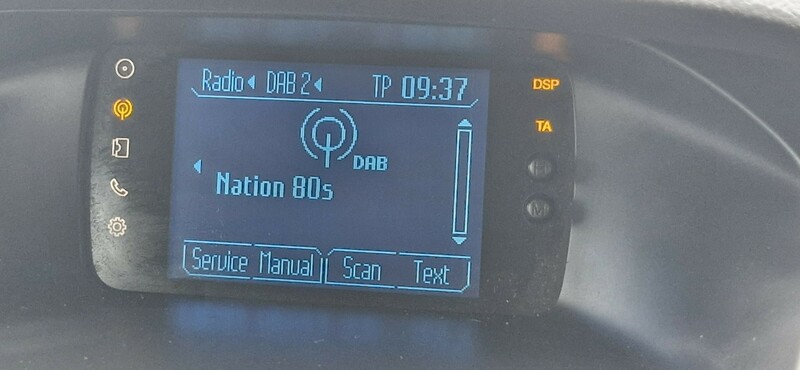 Radio DAB 2 TP 09:37
DSP
TA
DAB
Nation 80s
H
M
Service Manual Scan Text